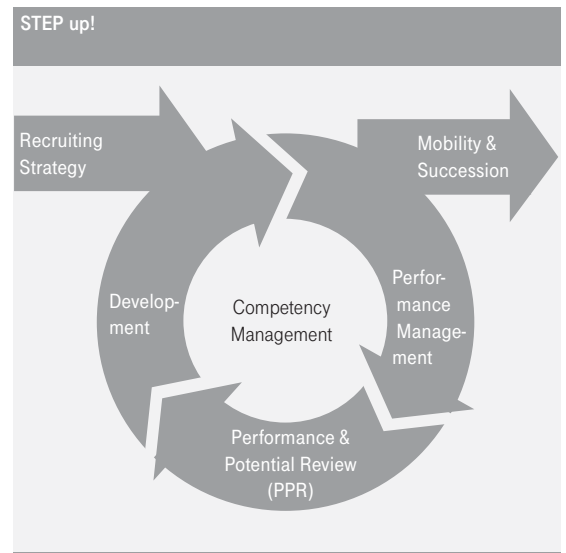 STEP up!
Recruiting
Strategy
Mobility &
Succession
Develop-
ment
Competency
Management
Perfor-
mance
Manage-
ment
Performance &
Potential Review
(PPR)